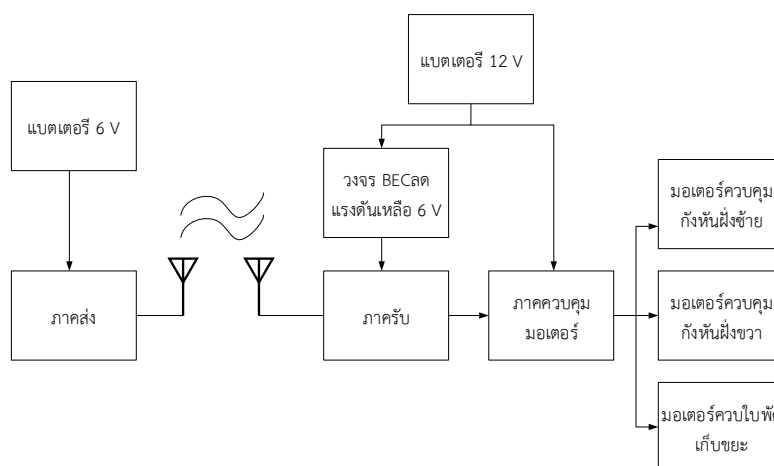 แบตเตอรี 12 V
แบตเตอรี 6 V
วงจร BECลด
แรงดันเหลือ 6 V
มอเตอร์ควบคุม
กังหันฝั่งซ้าย
ภาคส่ง
ภาครับ
ภาคควบคุม
มอเตอร์
มอเตอร์ควบคุม
กังหันฝั่งขวา
มอเตอร์ควบใบพัด
เก็บขยะ